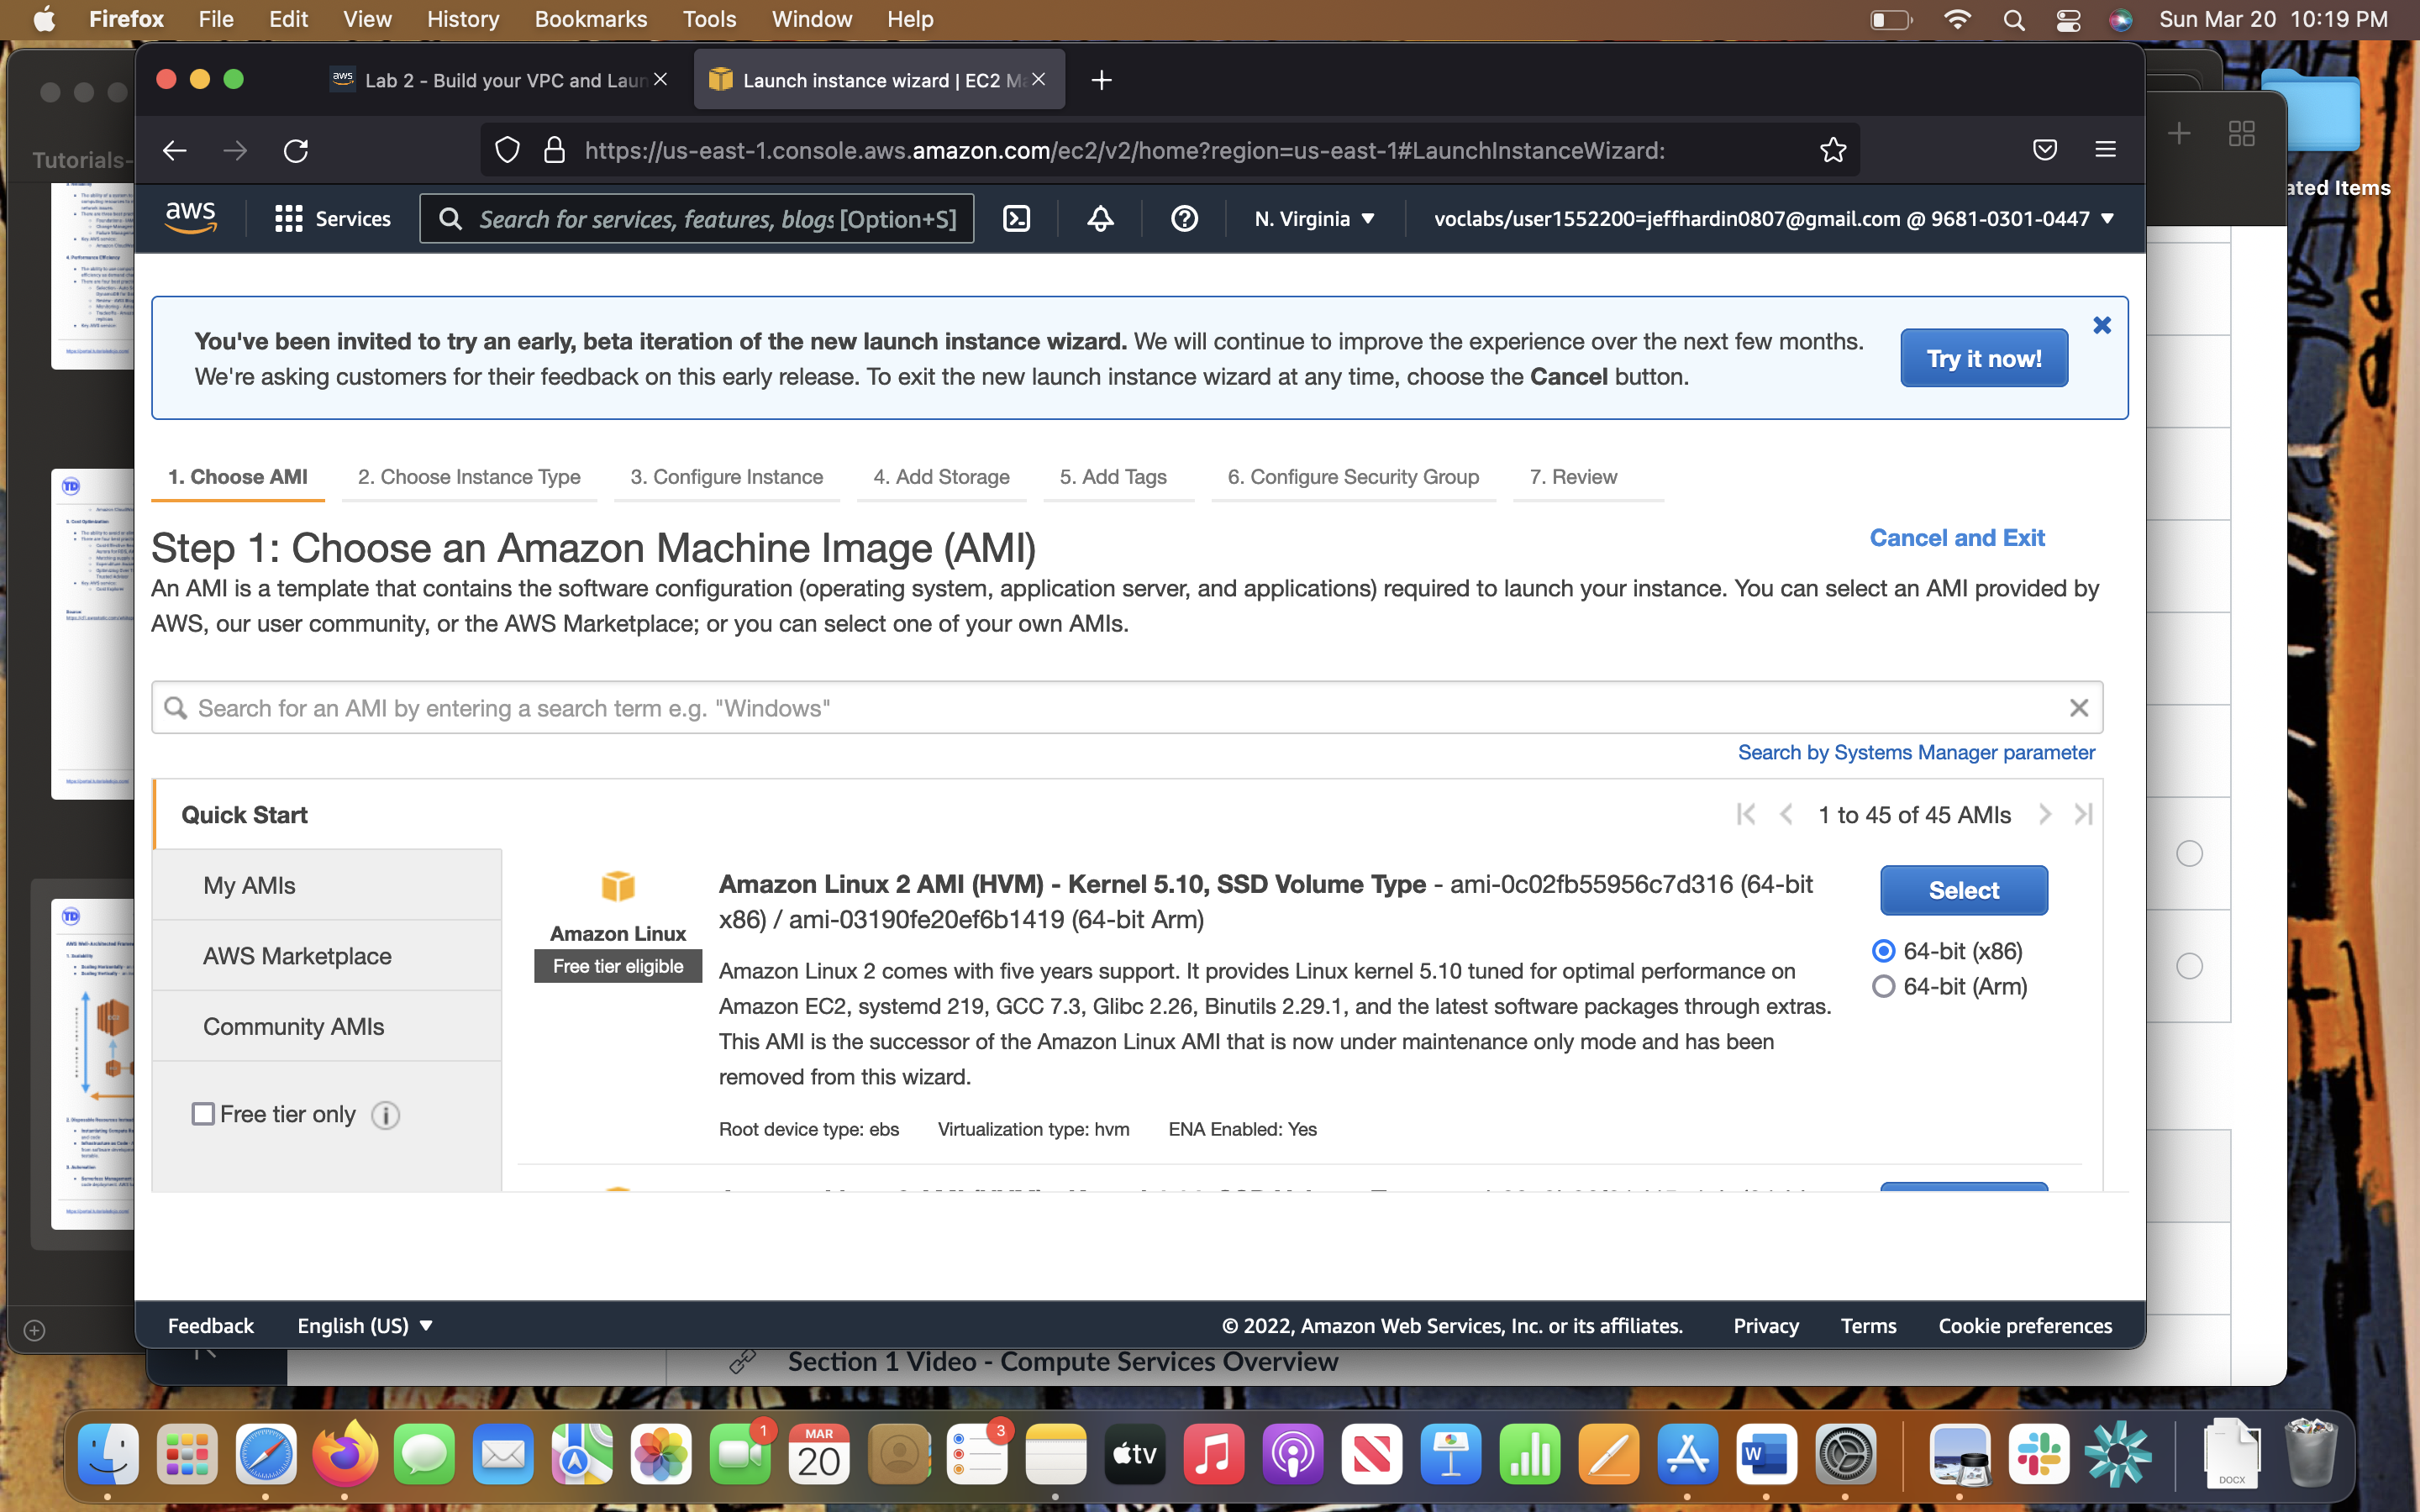 Firefox File Edit View History Bookmarks Tools Window Help
Sun Mar 20 10:19 PM
aws Lab 2 - Build your VPC and Laun
Launch instance wizard | EC2 Ma
Tutorials-
https://us-east-1.console.aws.amazon.com/ec2/v2/home?region=us-east-1#LaunchInstanceWizard:
ated Items
aws Services Search for services, features, blogs [Option+S] N. Virginia voclabs/user1552200=jeffhardin0807@gmail.com @ 9681-0301-0447
You've been invited to try an early, beta iteration of the new launch instance wizard. We will continue to improve the experience over the next few months.
We're asking customers for their feedback on this early release. To exit the new launch instance wizard at any time, choose the Cancel button.
Try it now!
1. Choose AMI 2. Choose Instance Type 3. Configure Instance 4. Add Storage 5. Add Tags 6. Configure Security Group 7. Review
Step 1: Choose an Amazon Machine Image (AMI)
Cancel and Exit
An AMI is a template that contains the software configuration (operating system, application server, and applications) required to launch your instance. You can select an AMI provided by
AWS, our user community, or the AWS Marketplace; or you can select one of your own AMIs.
Search for an AMI by entering a search term e.g. "Windows"
Search by Systems Manager parameter
Quick Start
1 to 45 of 45 AMIs
My AMIs
AWS Marketplace
Community AMIs
Free tier only
Amazon Linux
Free tier eligible
Amazon Linux 2 AMI (HVM) - Kernel 5.10, SSD Volume Type - ami-0c02fb55956c7d316 (64-bit
x86) / ami-03190fe20ef6b1419 (64-bit Arm)
Amazon Linux 2 comes with five years support. It provides Linux kernel 5.10 tuned for optimal performance on
Amazon EC2, systemd 219, GCC 7.3, Glibc 2.26, Binutils 2.29.1, and the latest software packages through extras.
This AMI is the successor of the Amazon Linux AMI that is now under maintenance only mode and has been
removed from this wizard.
Root device type: ebs Virtualization type: hvm ENA Enabled: Yes
Select
64-bit (x86)
64-bit (Arm)
Feedback English (US) © 2022, Amazon Web Services, Inc. or its affiliates. Privacy Terms Cookie preferences
Section 1 Video - Compute Services Overview
1
MAR
20
3
tv
W
DOCX
TD
4. Performance Efficiency
TD
5. Cost Optimization
TD
1. Scalability
3. Automation